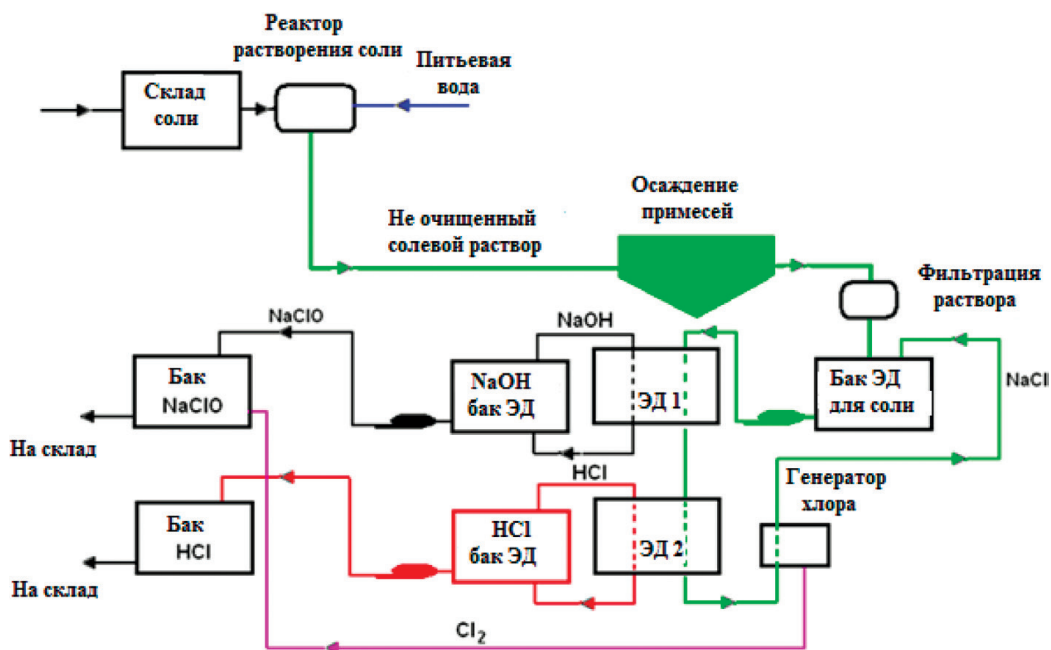 Реактор
растворения соли
Питьевая
вода
Склад
соли
Осаждение
примесей
Не очищенный
солевой раствор
Фильтрация
раствора
NaClO
NaOH
NaCl
Бак
NaClO
NaOH
бак ЭД
ЭД 1
Бак ЭД
для соли
На склад
HCl
Генератор
хлора
Бак
HCl
HCl
бак ЭД
ЭД 2
На склад
Cl₂